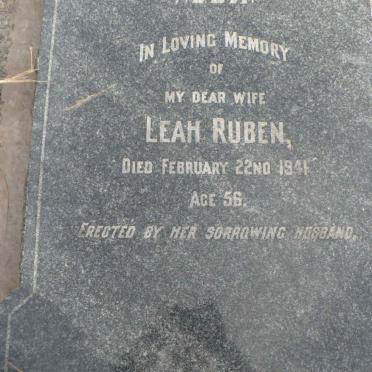 IN LOVING MEMORY
OF
MY DEAR WIFE
LEAH RUBEN,
DIED FEBRUARY 22ND 1941
AGE 56.
ERECTED BY HER SORROWING HUSBAND.